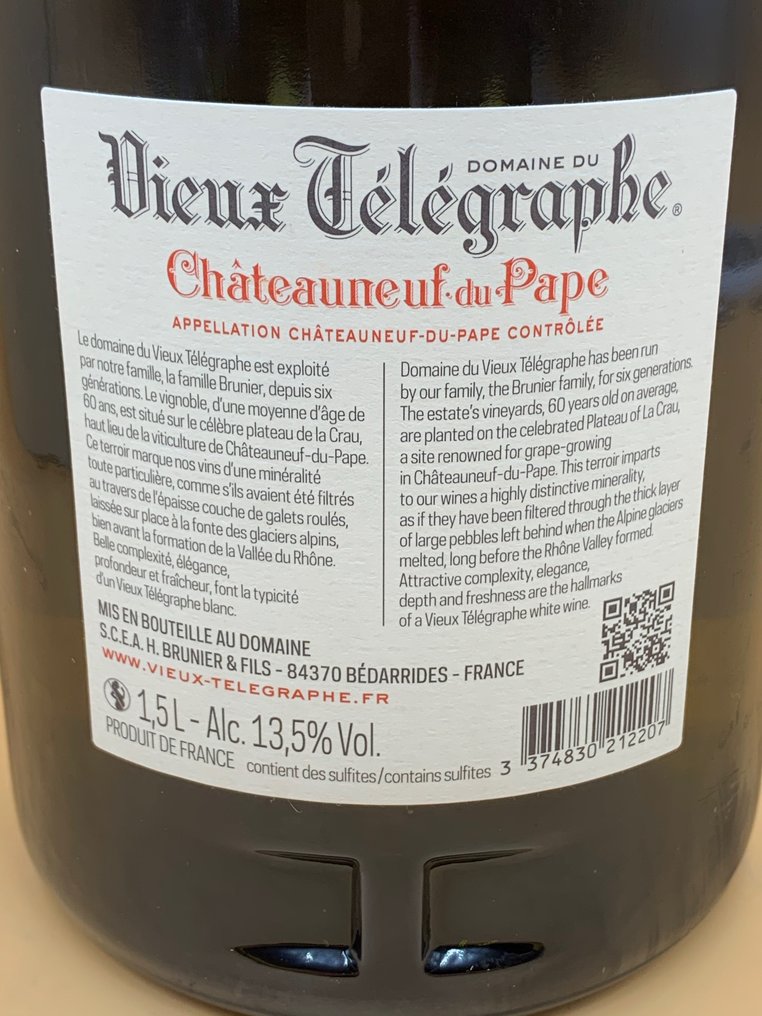 DOMAINE DU
Vieux Télégraphe®
Châteauneuf-du-Pape
APPELLATION CHÂTEAUNEUF-DU-PAPE CONTRÔLÉE
Le domaine du Vieux Télégraphe est exploité
par notre famille, la famille Brunier, depuis six
générations. Le vignoble, d'une moyenne d'âge de
60 ans, est situé sur le célèbre plateau de la Crau,
haut lieu de la viticulture de Châteauneuf-du-Pape.
Ce terroir marque nos vins d'une minéralité
toute particulière, comme s'ils avaient été filtrés
au travers de l'épaisse couche de galets roulés,
laissée sur place à la fonte des glaciers alpins,
bien avant la formation de la Vallée du Rhône.
Belle complexité, élégance,
profondeur et fraîcheur, font la typicité
d'un Vieux Télégraphe blanc.
Domaine du Vieux Télégraphe has been run
by our family, the Brunier family, for six generations.
The estate's vineyards, 60 years old on average,
are planted on the celebrated Plateau of La Crau,
a site renowned for grape-growing
in Châteauneuf-du-Pape. This terroir imparts
to our wines a highly distinctive minerality,
as if they have been filtered through the thick layer
of large pebbles left behind when the Alpine glaciers
melted, long before the Rhône Valley formed.
Attractive complexity, elegance,
depth and freshness are the hallmarks
of a Vieux Télégraphe white wine.
MIS EN BOUTEILLE AU DOMAINE
S.C.E.A. H. BRUNIER & FILS - 84370 BÉDARRIDES - FRANCE
WWW.VIEUX-TELEGRAPHE.FR
1,5 L - Alc. 13,5% Vol.
PRODUIT DE FRANCE contient des sulfites/contains sulfites
3 374830 212207